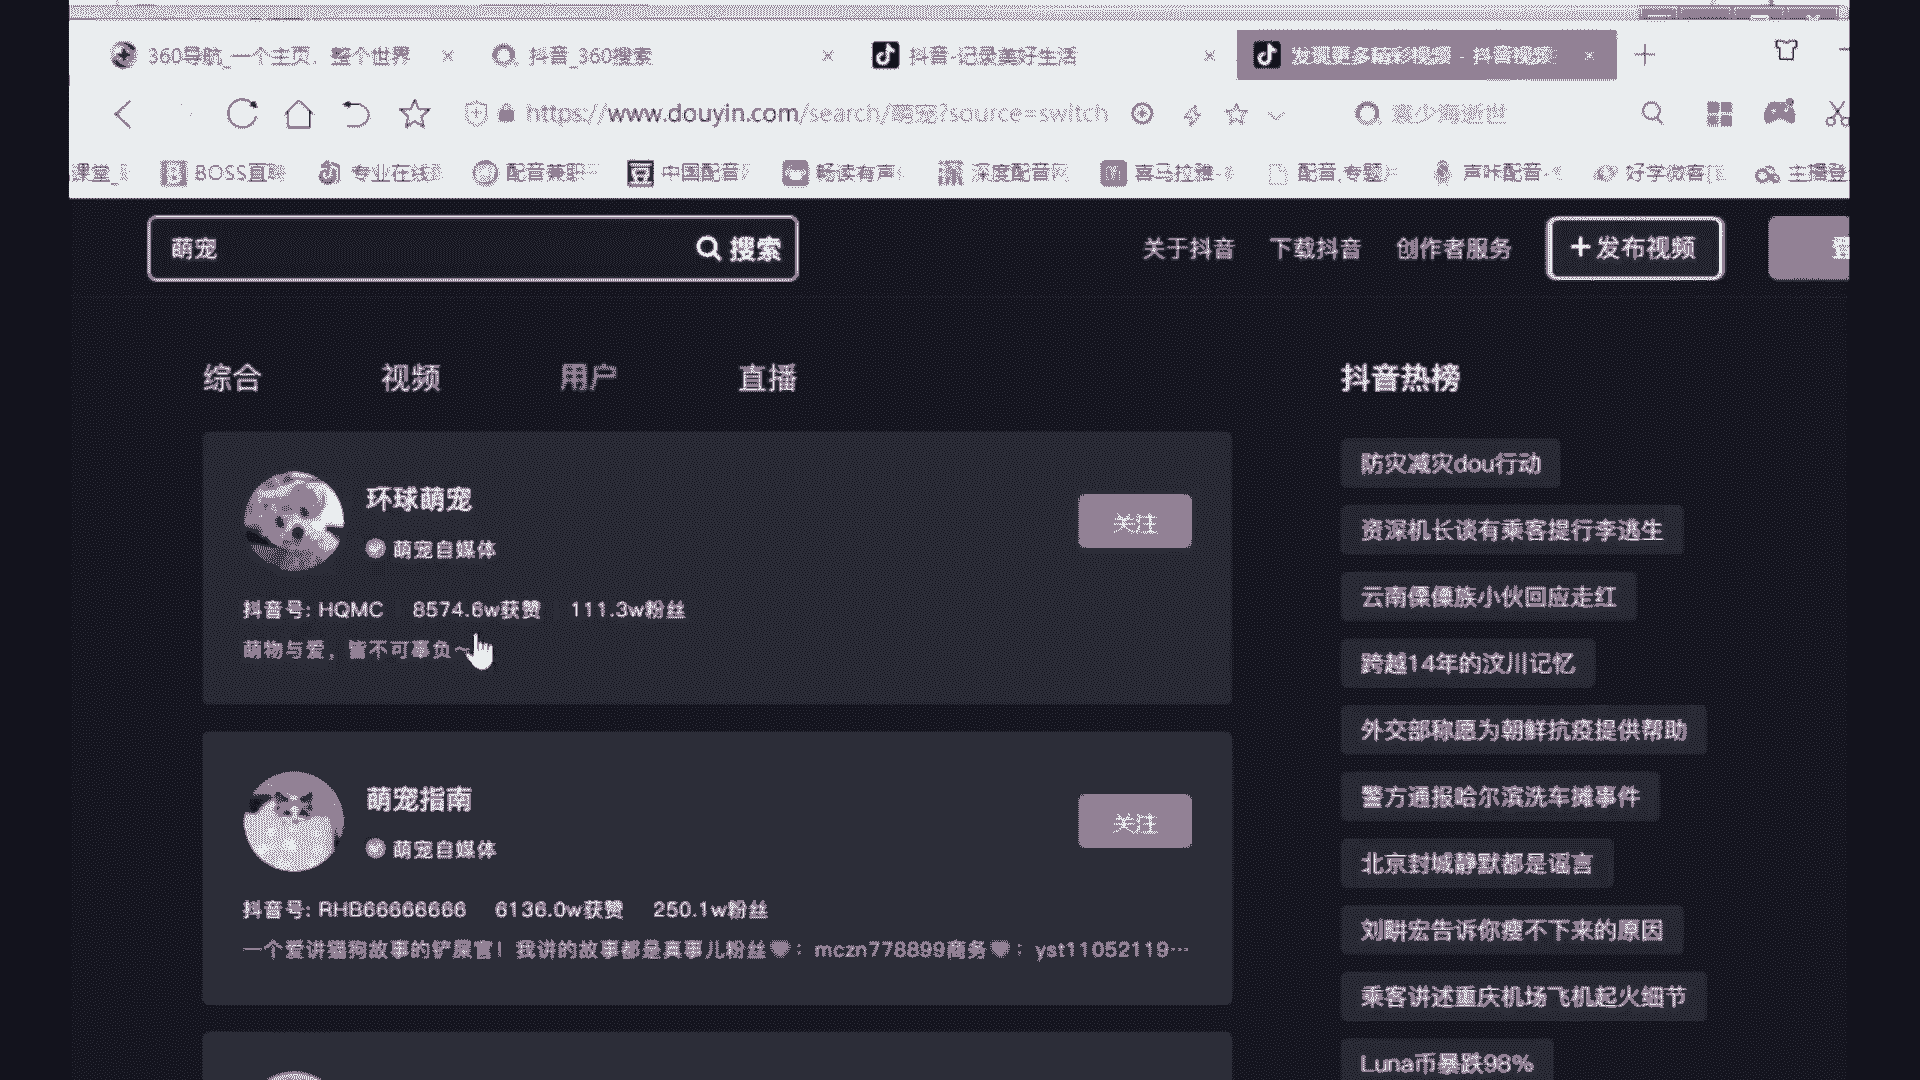 360导航_一个主页，整个世界
抖音_360搜索
抖音-记录美好生活
发现更多精彩视频 - 抖音视频
https://www.douyin.com/search/萌宠?source=switch
袁少海逝世
课堂_
BOSS直聘
专业在线
配音兼职
中国配音
畅读有声
深度配音网
喜马拉雅
配音,专题
声咔配音
好学微客
主播登
萌宠
搜索
关于抖音
下载抖音
创作者服务
+ 发布视频
综合
视频
用户
直播
抖音热榜
环球萌宠
萌宠自媒体
关注
抖音号: HQMC 8574.6w获赞 111.3w粉丝
萌物与爱，皆不可辜负~
萌宠指南
萌宠自媒体
关注
抖音号: RHB66666666 6136.0w获赞 250.1w粉丝
一个爱讲猫狗故事的铲屎官！我讲的故事都是真事儿粉丝：mczn778899商务：yst11052119…
防灾减灾dou行动
资深机长谈有乘客提行李逃生
云南傈僳族小伙回应走红
跨越14年的汶川记忆
外交部称愿为朝鲜抗疫提供帮助
警方通报哈尔滨洗车摊事件
北京封城静默都是谣言
刘畊宏告诉你瘦不下来的原因
乘客讲述重庆机场飞机起火细节
Luna币暴跌98%